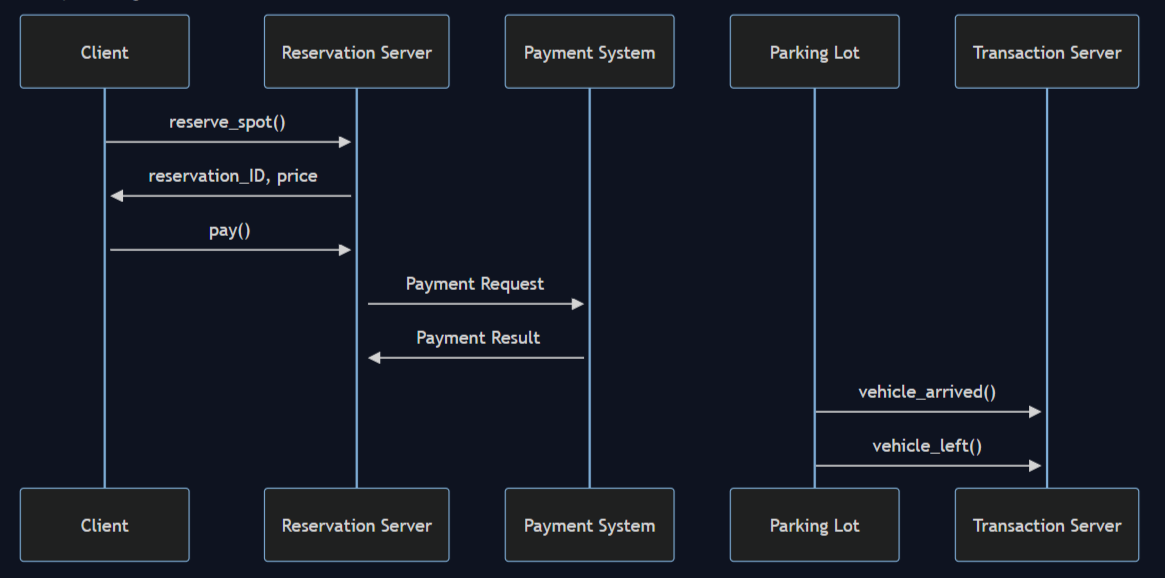 Client
Reservation Server
Payment System
Parking Lot
Transaction Server
reserve_spot()
reservation_ID, price
pay()
Payment Request
Payment Result
vehicle_arrived()
vehicle_left()
Client
Reservation Server
Payment System
Parking Lot
Transaction Server